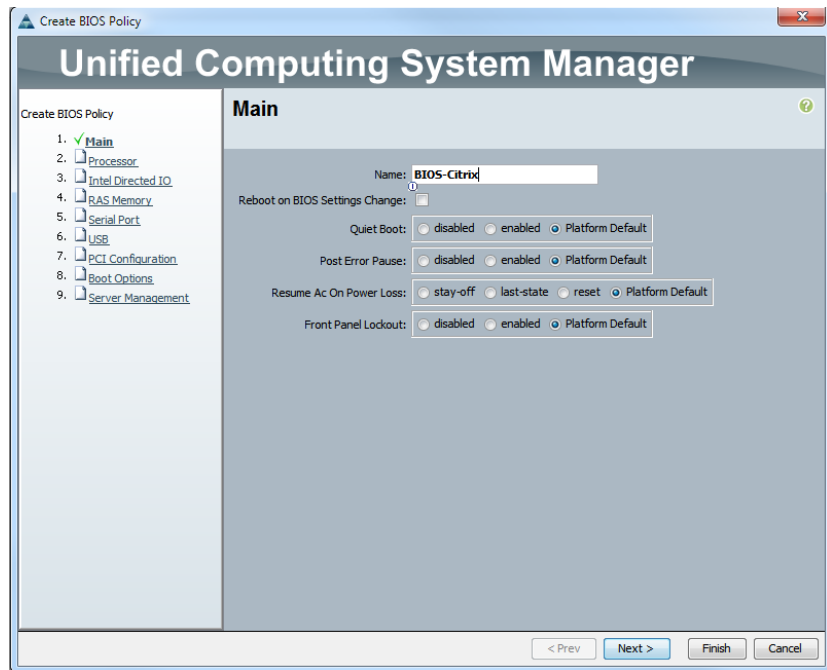 Create BIOS Policy
Unified Computing System Manager
Create BIOS Policy
1. Main
2. Processor
3. Intel Directed IO
4. RAS Memory
5. Serial Port
6. USB
7. PCI Configuration
8. Boot Options
9. Server Management
Main
Name: BIOS-Citrix
Reboot on BIOS Settings Change:
Quiet Boot: disabled enabled Platform Default
Post Error Pause: disabled enabled Platform Default
Resume Ac On Power Loss: stay-off last-state reset Platform Default
Front Panel Lockout: disabled enabled Platform Default
< Prev Next > Finish Cancel